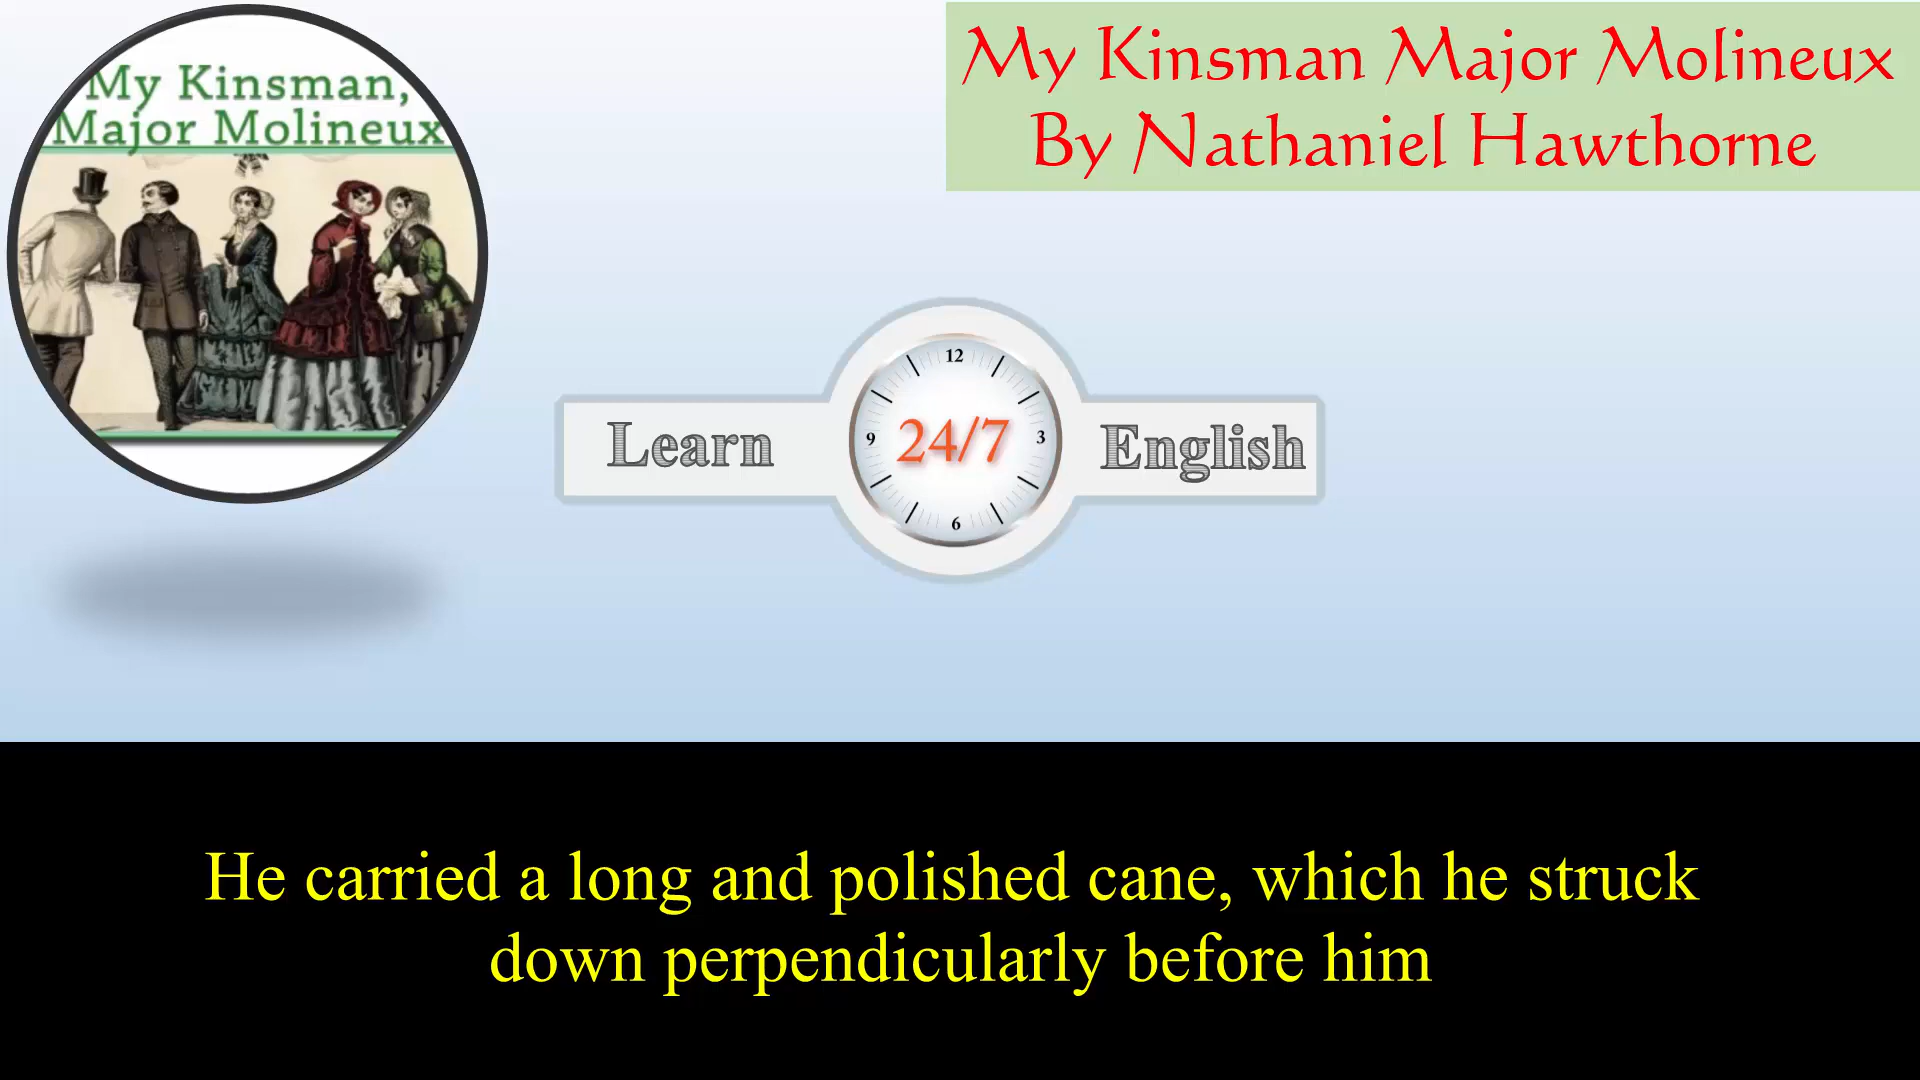 My Kinsman,
Major Molineux
My Kinsman Major Molineux
By Nathaniel Hawthorne
Learn 24/7 English
12
9
3
6
He carried a long and polished cane, which he struck
down perpendicularly before him